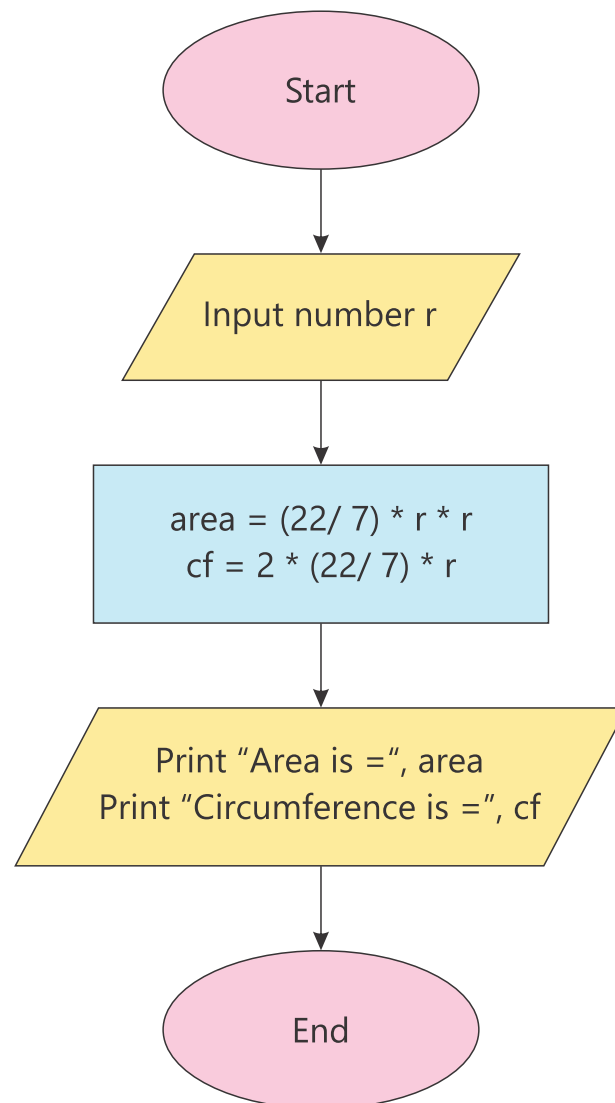 Start
Input number r
area = (22/ 7) * r * r
cf = 2 * (22/ 7) * r
Print “Area is =“, area
Print “Circumference is =”, cf
End